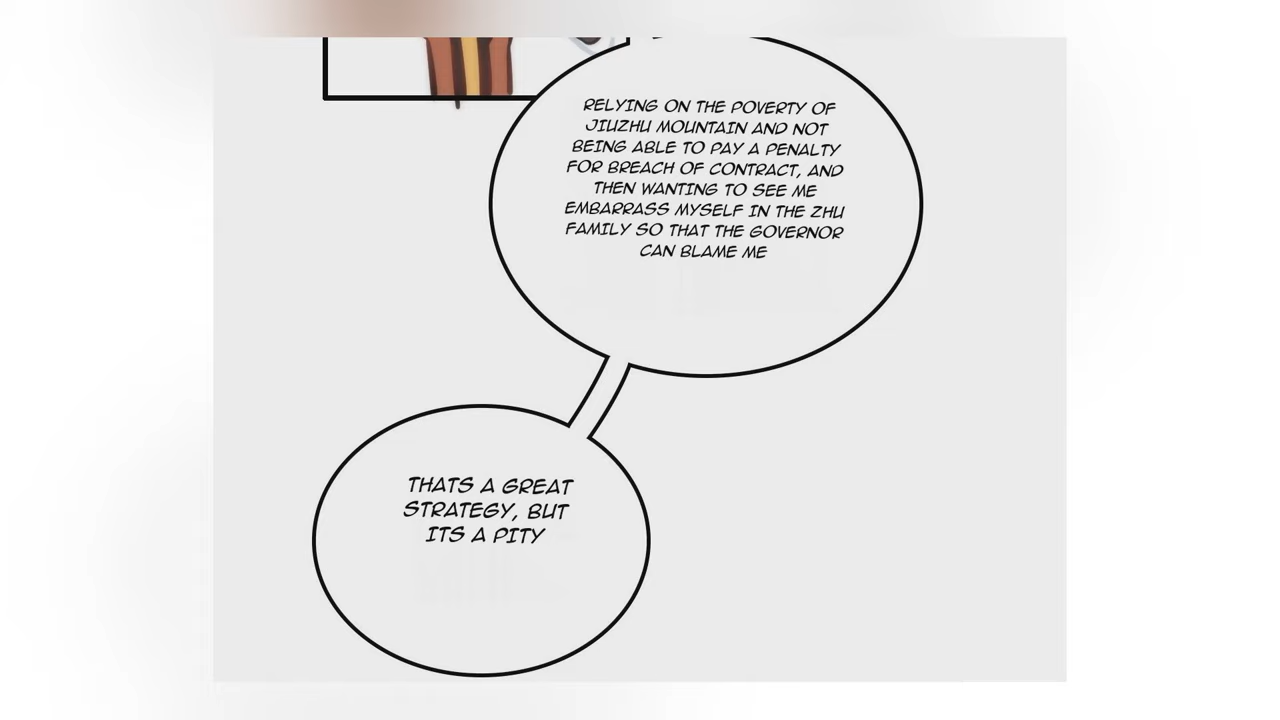 RELYING ON THE POVERTY OF
JIUZHU MOUNTAIN AND NOT
BEING ABLE TO PAY A PENALTY
FOR BREACH OF CONTRACT, AND
THEN WANTING TO SEE ME
EMBARRASS MYSELF IN THE ZHU
FAMILY SO THAT THE GOVERNOR
CAN BLAME ME
THATS A GREAT
STRATEGY, BUT
ITS A PITY